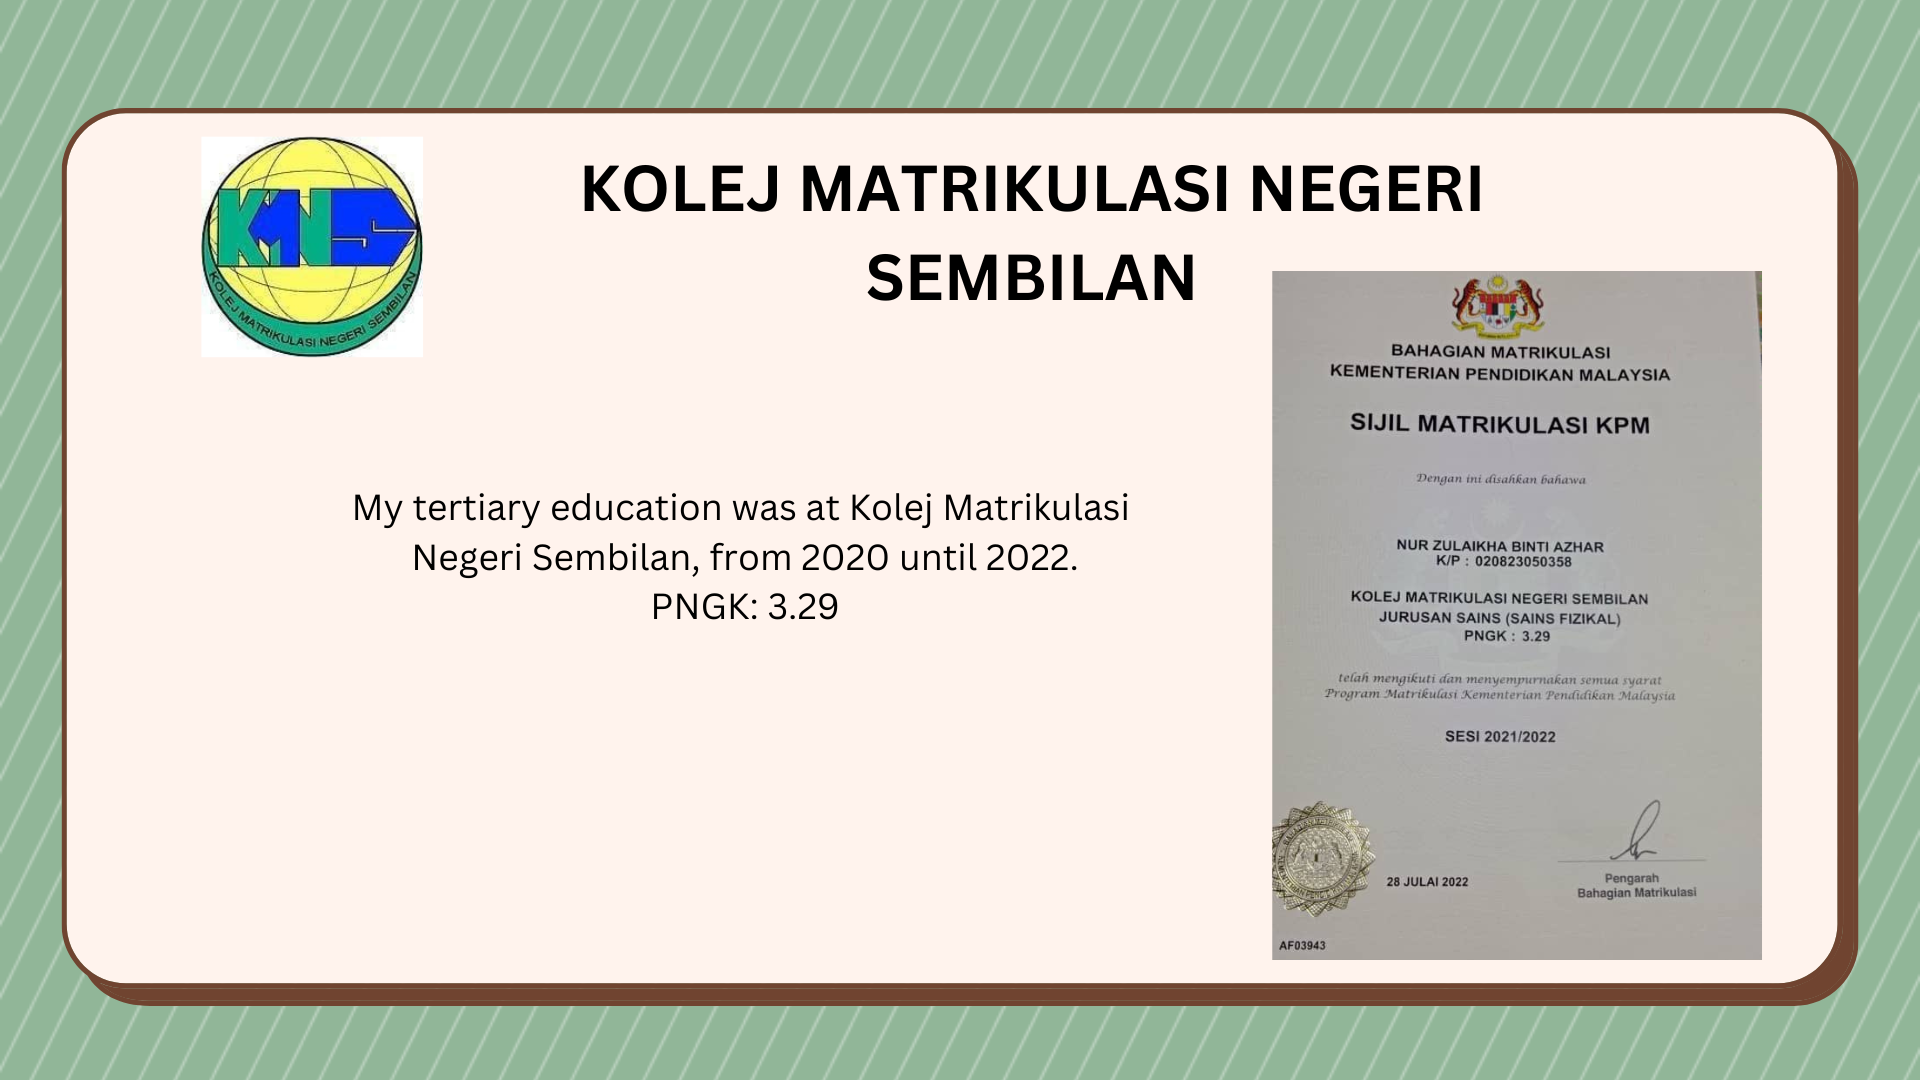 KMNS
KOLEJ MATRIKULASI NEGERI SEMBILAN
KOLEJ MATRIKULASI NEGERI
SEMBILAN
My tertiary education was at Kolej Matrikulasi
Negeri Sembilan, from 2020 until 2022.
PNGK: 3.29
BAHAGIAN MATRIKULASI
KEMENTERIAN PENDIDIKAN MALAYSIA
SIJIL MATRIKULASI KPM
Dengan ini disahkan bahawa
NUR ZULAIKHA BINTI AZHAR
K/P : 020823050358
KOLEJ MATRIKULASI NEGERI SEMBILAN
JURUSAN SAINS (SAINS FIZIKAL)
PNGK : 3.29
telah mengikuti dan menyempurnakan semua syarat
Program Matrikulasi Kementerian Pendidikan Malaysia
SESI 2021/2022
28 JULAI 2022
Pengarah
Bahagian Matrikulasi
AF03943